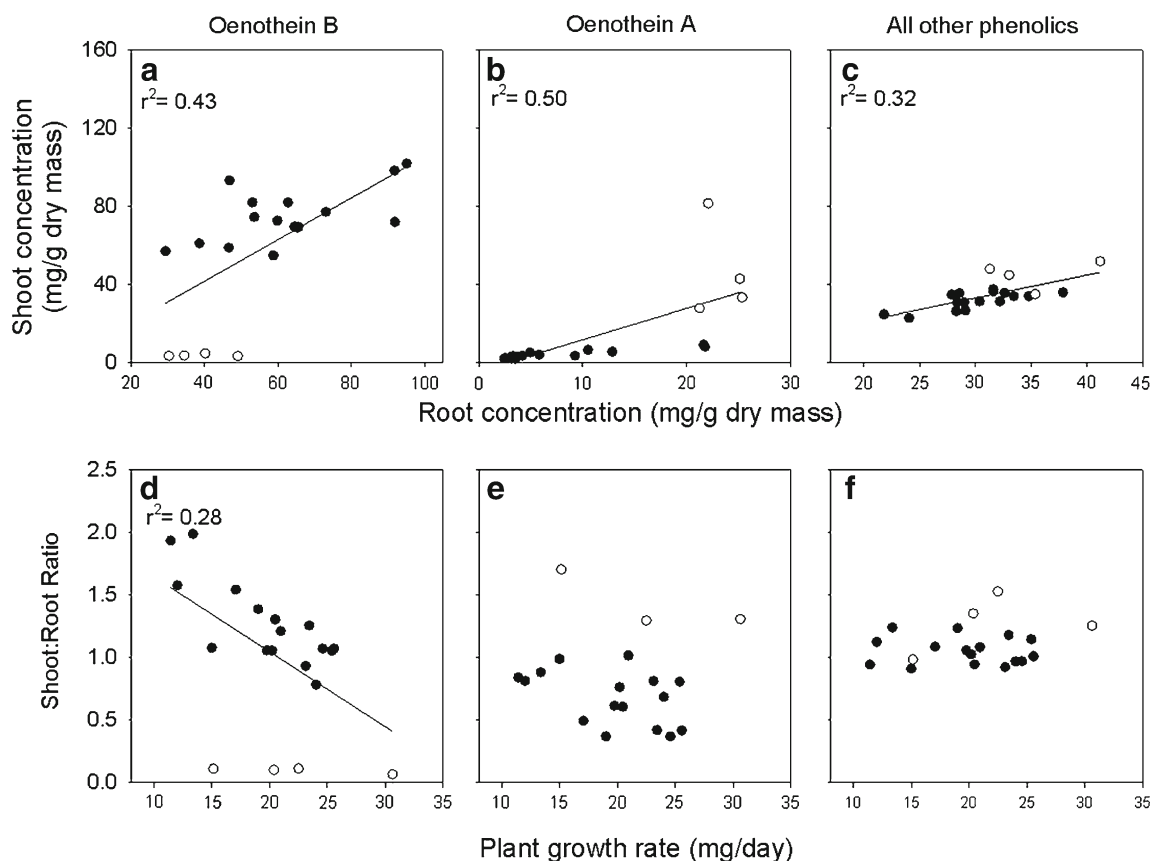 Oenothein B
Oenothein A
All other phenolics
Shoot concentration
(mg/g dry mass)
160
120
80
40
0
a
r²= 0.43
20 40 60 80 100
b
r²= 0.50
0 10 20 30
c
r²= 0.32
20 25 30 35 40 45
Root concentration (mg/g dry mass)
Shoot:Root Ratio
2.5
2.0
1.5
1.0
0.5
0.0
d
r²= 0.28
10 15 20 25 30 35
e
10 15 20 25 30 35
f
10 15 20 25 30 35
Plant growth rate (mg/day)